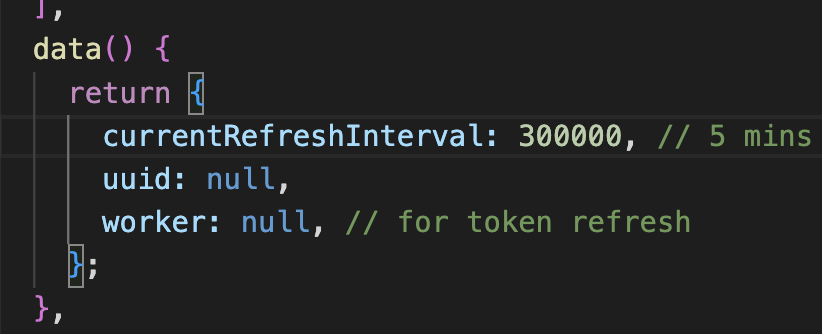 ],
data() {
return {
currentRefreshInterval: 300000, // 5 mins
uuid: null,
worker: null, // for token refresh
};
},